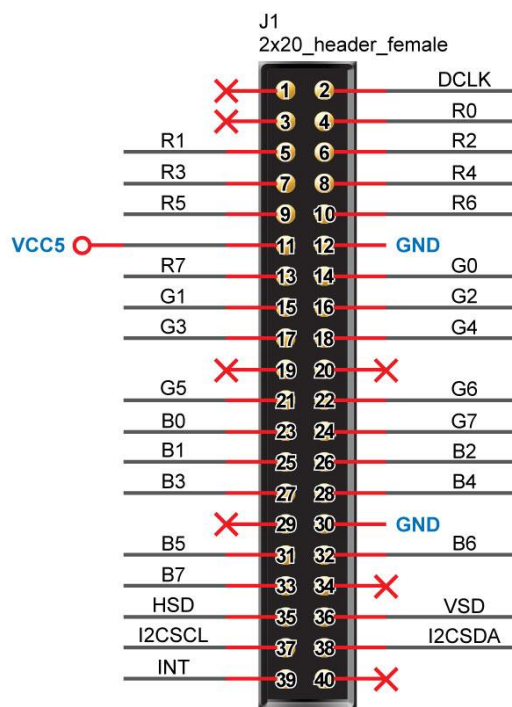 J1
2x20_header_female
1 2 DCLK
3 4 R0
R1 5 6 R2
R3 7 8 R4
R5 9 10 R6
VCC5 11 12 GND
R7 13 14 G0
G1 15 16 G2
G3 17 18 G4
19 20
G5 21 22 G6
B0 23 24 G7
B1 25 26 B2
B3 27 28 B4
29 30 GND
B5 31 32 B6
B7 33 34
HSD 35 36 VSD
I2CSCL 37 38 I2CSDA
INT 39 40